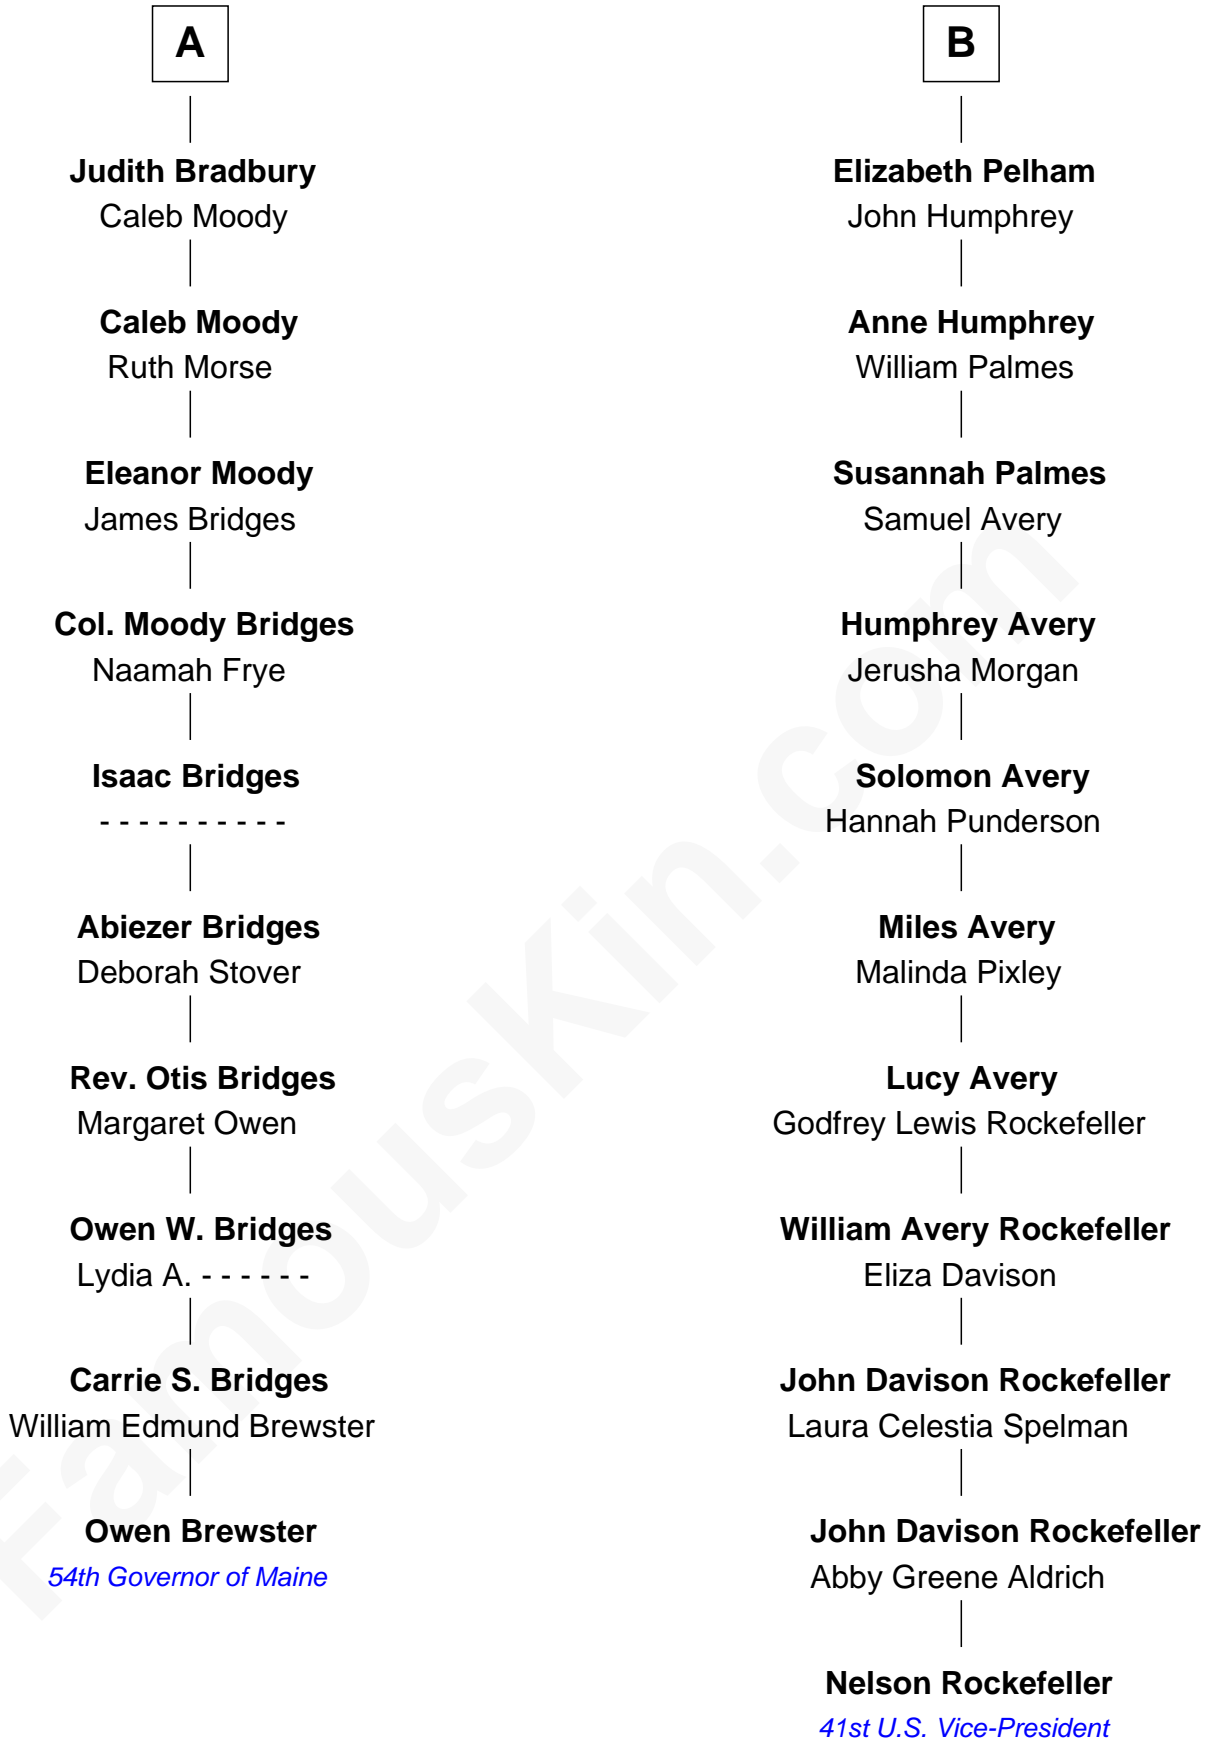 A
Judith Bradbury
Caleb Moody
Caleb Moody
Ruth Morse
Eleanor Moody
James Bridges
Col. Moody Bridges
Naamah Frye
Isaac Bridges
- - - - - - - - - -
Abiezer Bridges
Deborah Stover
Rev. Otis Bridges
Margaret Owen
Owen W. Bridges
Lydia A. - - - - - -
Carrie S. Bridges
William Edmund Brewster
Owen Brewster
54th Governor of Maine
B
Elizabeth Pelham
John Humphrey
Anne Humphrey
William Palmes
Susannah Palmes
Samuel Avery
Humphrey Avery
Jerusha Morgan
Solomon Avery
Hannah Punderson
Miles Avery
Malinda Pixley
Lucy Avery
Godfrey Lewis Rockefeller
William Avery Rockefeller
Eliza Davison
John Davison Rockefeller
Laura Celestia Spelman
John Davison Rockefeller
Abby Greene Aldrich
Nelson Rockefeller
41st U.S. Vice-President
FamousKin.com